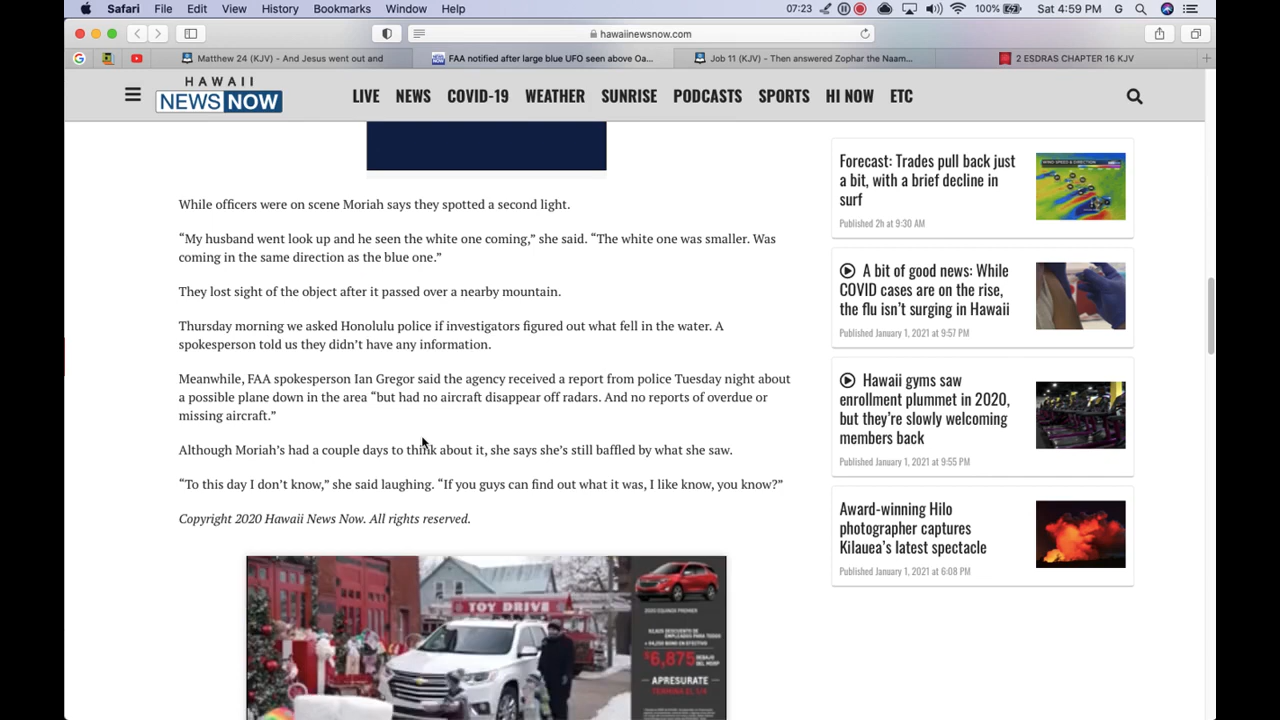 Safari File Edit View History Bookmarks Window Help 07:23 100% Sat 4:59 PM G
hawaiinewsnow.com
Matthew 24 (KJV) - And Jesus went out and
FAA notified after large blue UFO seen above Oa...
Job 11 (KJV) - Then answered Zophar the Naam...
2 ESDRAS CHAPTER 16 KJV
HAWAII
NEWS NOW
LIVE NEWS COVID-19 WEATHER SUNRISE PODCASTS SPORTS HI NOW ETC
While officers were on scene Moriah says they spotted a second light.
“My husband went look up and he seen the white one coming,” she said. “The white one was smaller. Was
coming in the same direction as the blue one.”
They lost sight of the object after it passed over a nearby mountain.
Thursday morning we asked Honolulu police if investigators figured out what fell in the water. A
spokesperson told us they didn’t have any information.
Meanwhile, FAA spokesperson Ian Gregor said the agency received a report from police Tuesday night about
a possible plane down in the area “but had no aircraft disappear off radars. And no reports of overdue or
missing aircraft.”
Although Moriah’s had a couple days to think about it, she says she’s still baffled by what she saw.
“To this day I don’t know,” she said laughing. “If you guys can find out what it was, I like know, you know?”
Copyright 2020 Hawaii News Now. All rights reserved.
TOY DRIVE
2020 EQUINOX PREMIER
$6,875
APRESURATE
TERMINA EL 1/4
Forecast: Trades pull back just
a bit, with a brief decline in
surf
Published 2h at 9:30 AM
A bit of good news: While
COVID cases are on the rise,
the flu isn’t surging in Hawaii
Published January 1, 2021 at 9:57 PM
Hawaii gyms saw
enrollment plummet in 2020,
but they’re slowly welcoming
members back
Published January 1, 2021 at 9:55 PM
Award-winning Hilo
photographer captures
Kilauea’s latest spectacle
Published January 1, 2021 at 6:08 PM